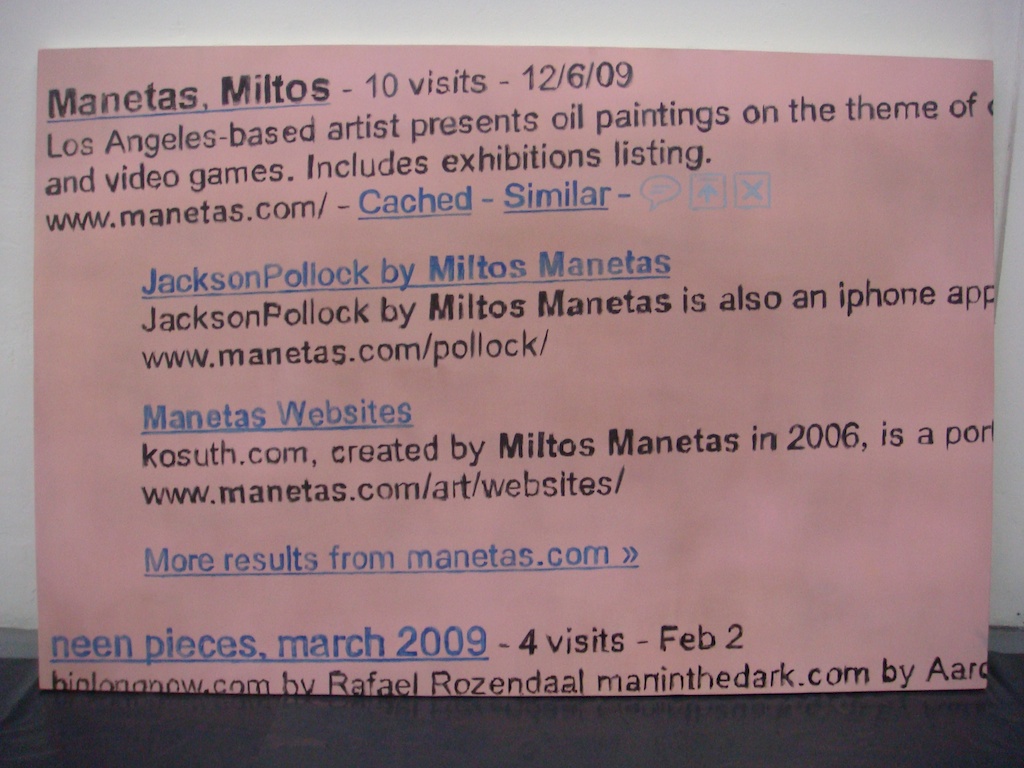 Manetas, Miltos - 10 visits - 12/6/09
Los Angeles-based artist presents oil paintings on the theme of
and video games. Includes exhibitions listing.
www.manetas.com/ - Cached - Similar -
JacksonPollock by Miltos Manetas
JacksonPollock by Miltos Manetas is also an iphone app
www.manetas.com/pollock/
Manetas Websites
kosuth.com, created by Miltos Manetas in 2006, is a port
www.manetas.com/art/websites/
More results from manetas.com »
neen pieces, march 2009 - 4 visits - Feb 2
by Rafael Rozendaal maninthedark.com by Aaro